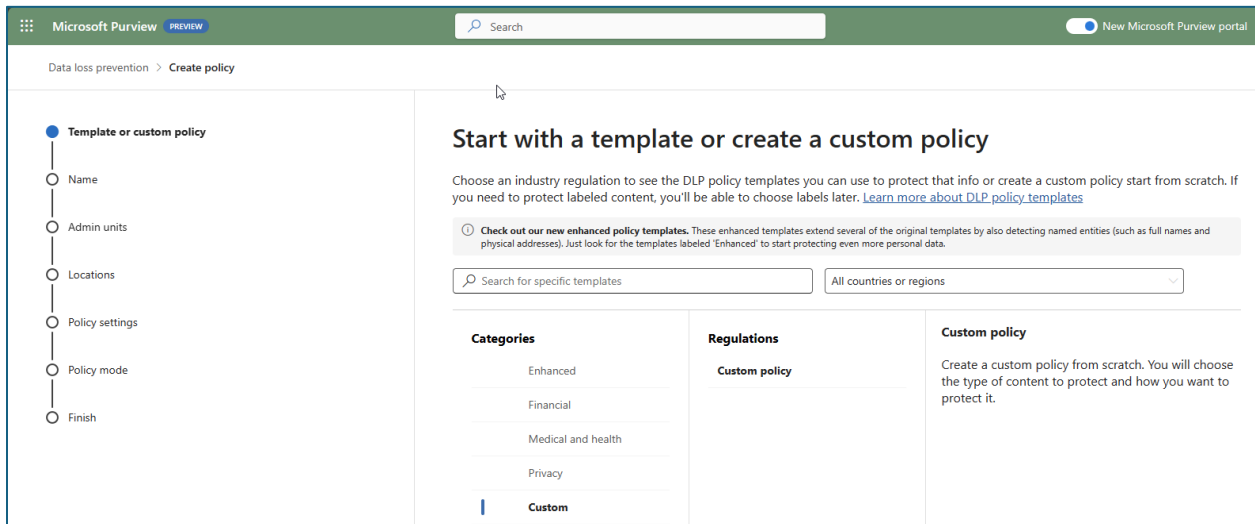 Microsoft Purview PREVIEW
Search
New Microsoft Purview portal
Data loss prevention > Create policy
Template or custom policy
Name
Admin units
Locations
Policy settings
Policy mode
Finish
Start with a template or create a custom policy
Choose an industry regulation to see the DLP policy templates you can use to protect that info or create a custom policy start from scratch. If
you need to protect labeled content, you'll be able to choose labels later. Learn more about DLP policy templates
Check out our new enhanced policy templates. These enhanced templates extend several of the original templates by also detecting named entities (such as full names and
physical addresses). Just look for the templates labeled 'Enhanced' to start protecting even more personal data.
Search for specific templates
All countries or regions
Categories
Enhanced
Financial
Medical and health
Privacy
Custom
Regulations
Custom policy
Custom policy
Create a custom policy from scratch. You will choose
the type of content to protect and how you want to
protect it.